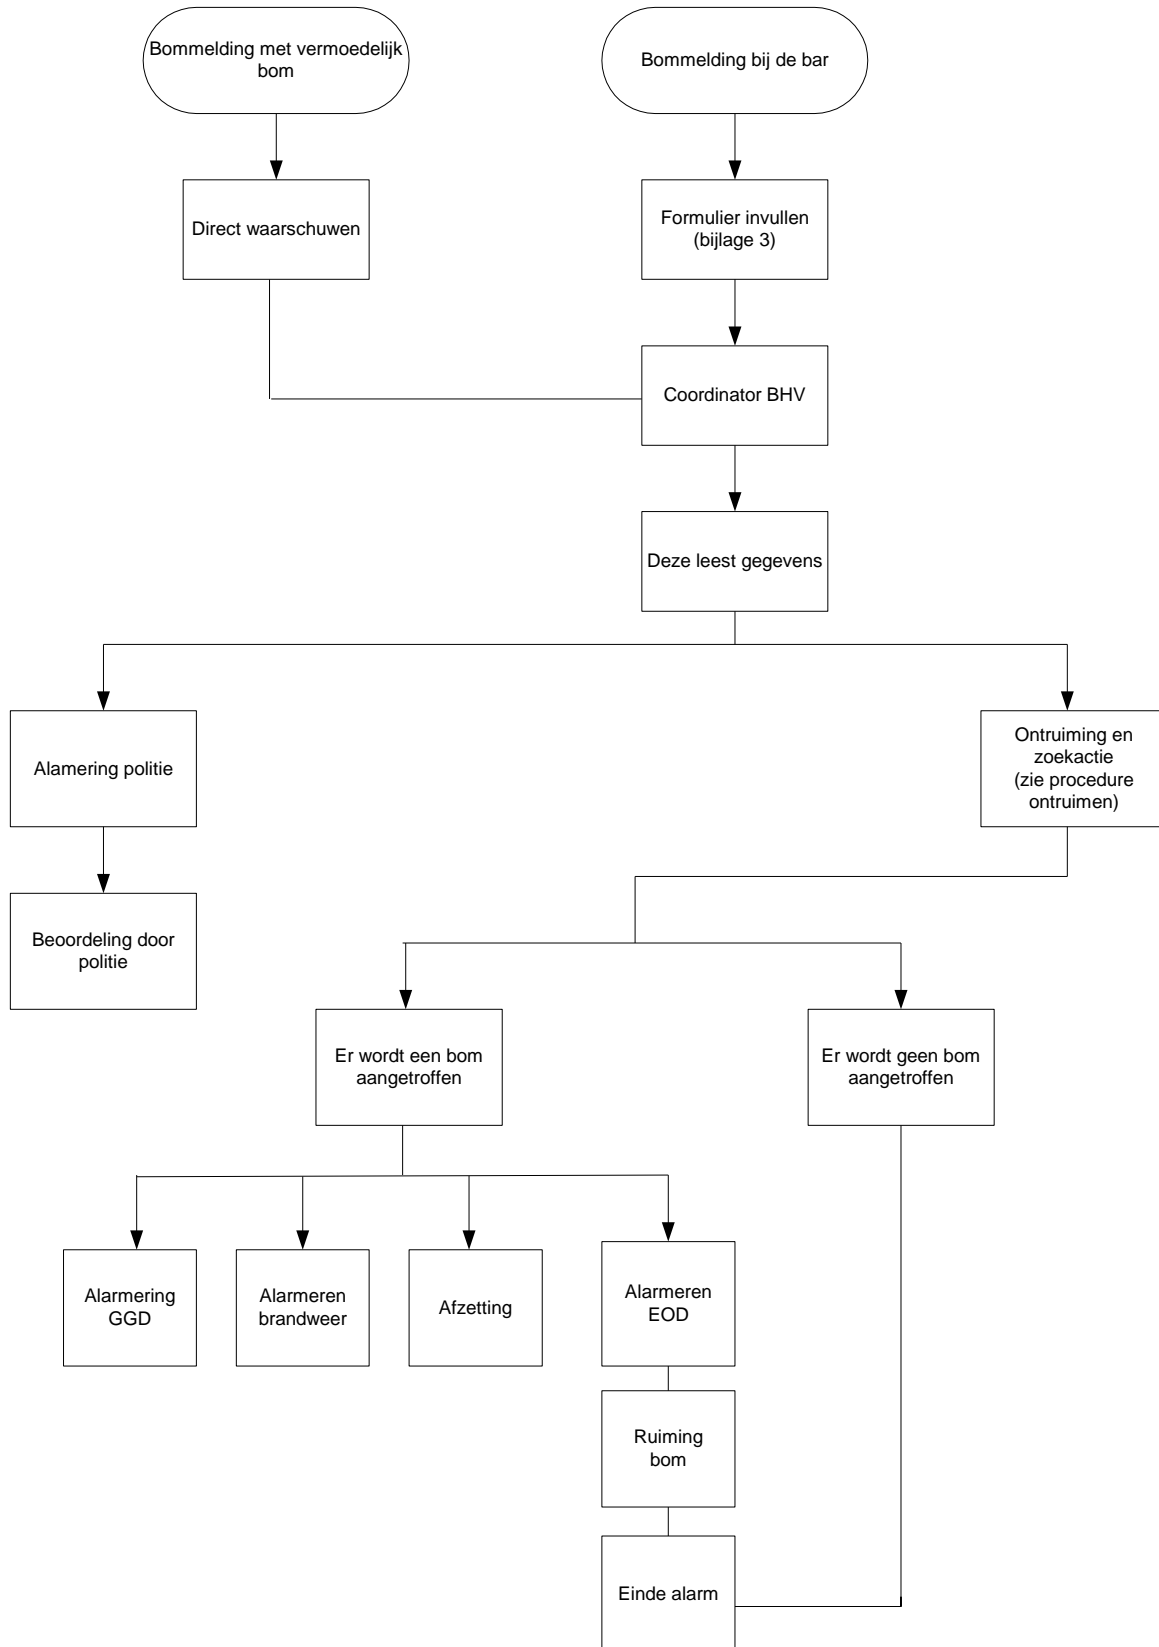 Bommelding met vermoedelijk
bom
Bommelding bij de bar
Direct waarschuwen
Formulier invullen
(bijlage 3)
Coordinator BHV
Deze leest gegevens
Alamering politie
Ontruiming en
zoekactie
(zie procedure
ontruimen)
Beoordeling door
politie
Er wordt een bom
aangetroffen
Er wordt geen bom
aangetroffen
Alarmering
GGD
Alarmeren
brandweer
Afzetting
Alarmeren
EOD
Ruiming
bom
Einde alarm